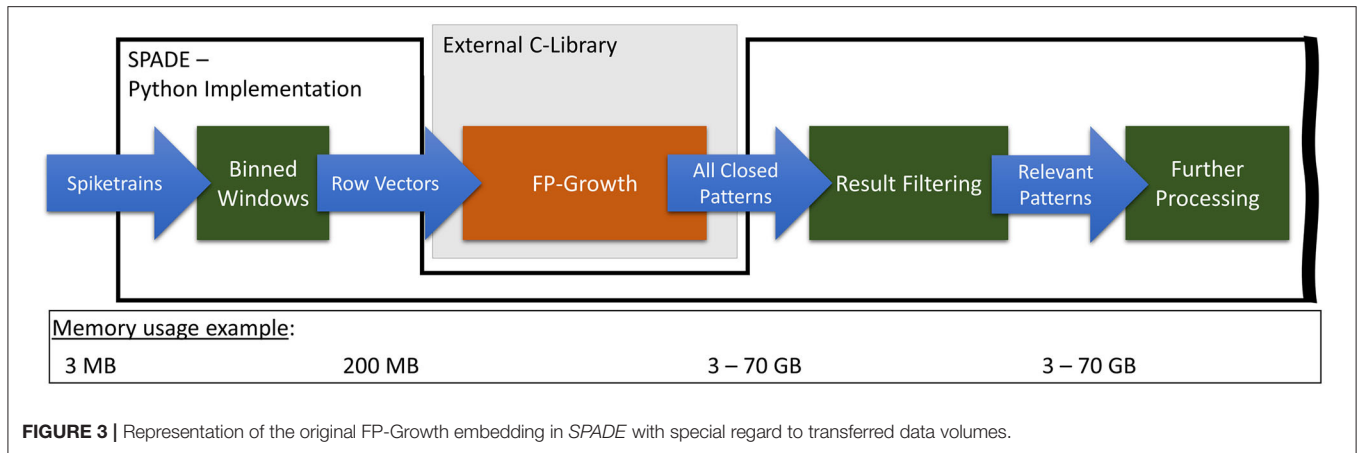 SPADE –
Python Implementation
External C-Library
Spiketrains
Binned
Windows
Row Vectors
FP-Growth
All Closed
Patterns
Result Filtering
Relevant
Patterns
Further
Processing
Memory usage example:
3 MB
200 MB
3 – 70 GB
3 – 70 GB
FIGURE 3 | Representation of the original FP-Growth embedding in SPADE with special regard to transferred data volumes.